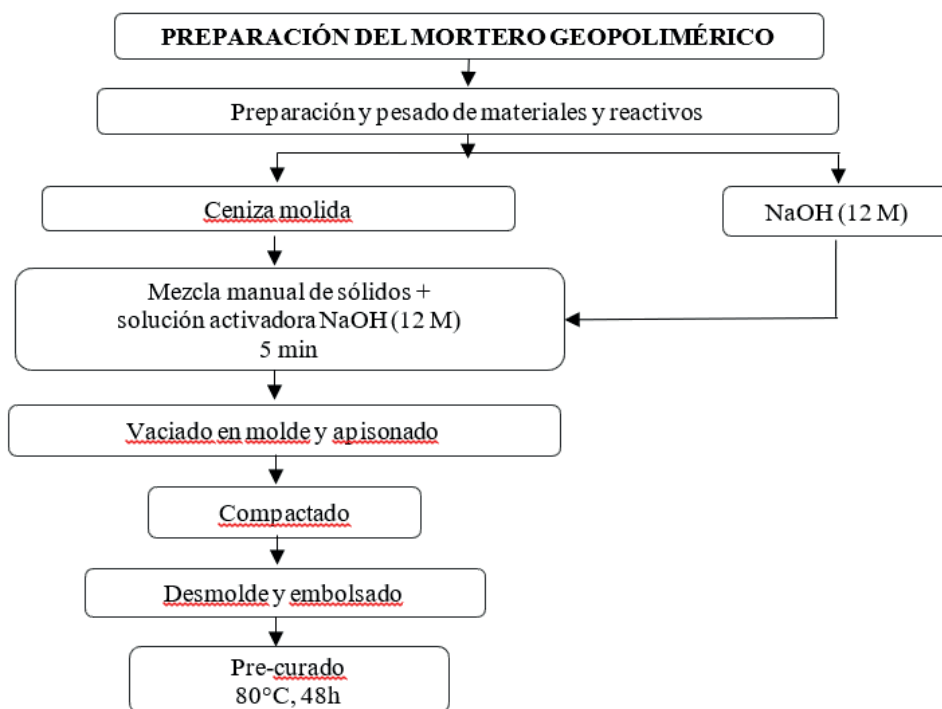 PREPARACIÓN DEL MORTERO GEOPOLIMÉRICO
Preparación y pesado de materiales y reactivos
Ceniza molida
NaOH (12 M)
Mezcla manual de sólidos +
solución activadora NaOH (12 M)
5 min
Vaciado en molde y apisonado
Compactado
Desmolde y embolsado
Pre-curado
80°C, 48h